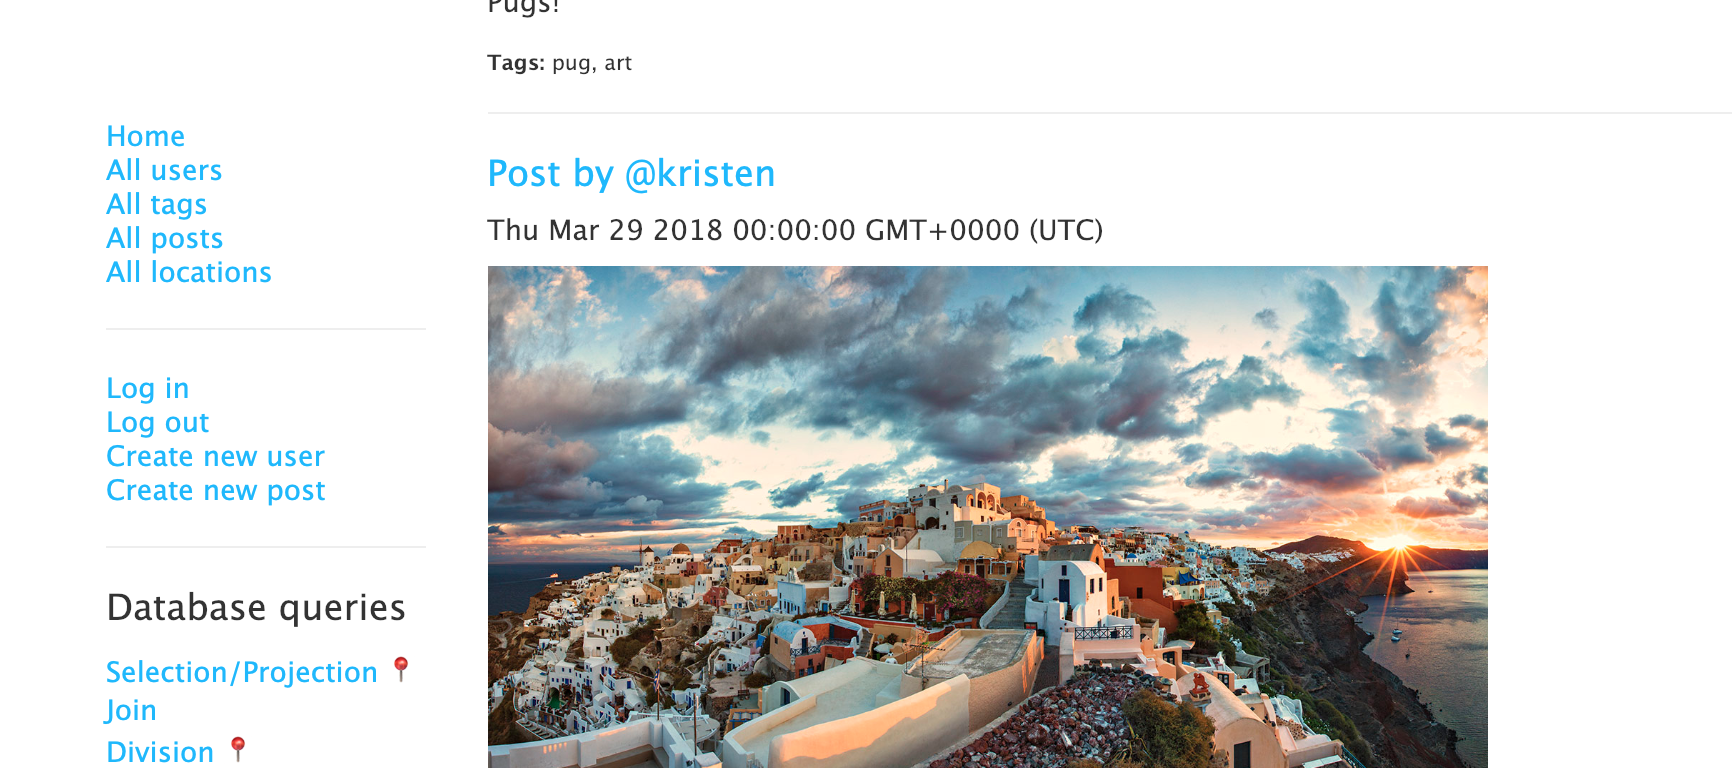 Pugs!
Tags: pug, art
Home
All users
All tags
All posts
All locations
Log in
Log out
Create new user
Create new post
Database queries
Selection/Projection 📍
Join
Division 📍
Post by @kristen
Thu Mar 29 2018 00:00:00 GMT+0000 (UTC)